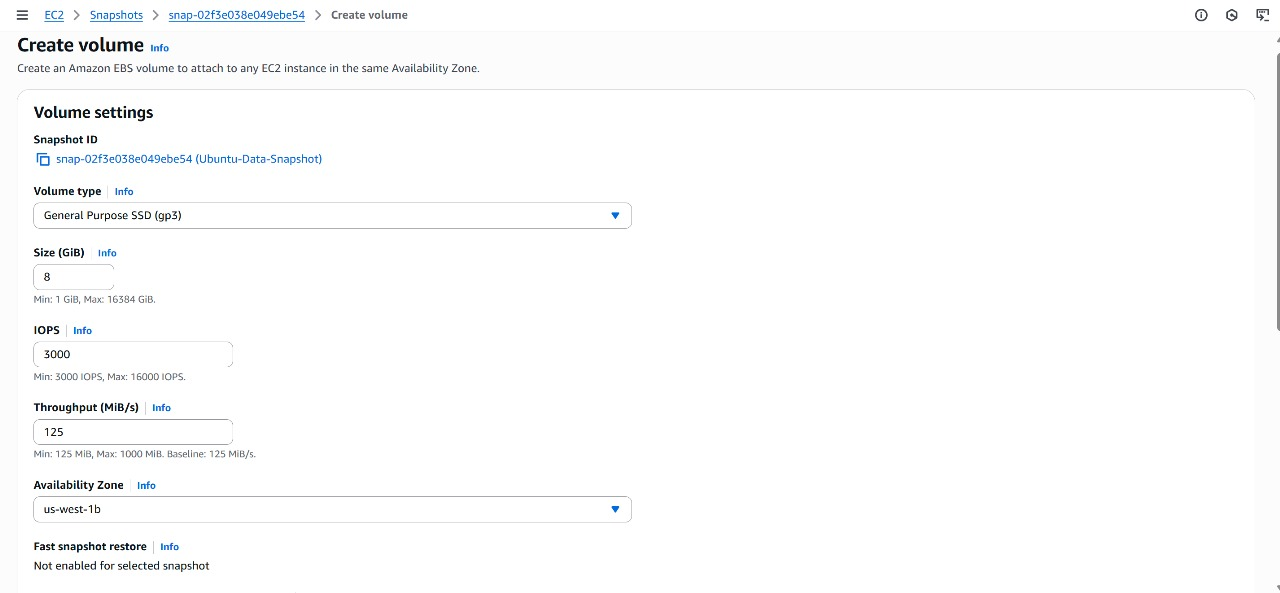 EC2 > Snapshots > snap-02f3e038e049ebe54 > Create volume
Create volume Info
Create an Amazon EBS volume to attach to any EC2 instance in the same Availability Zone.
Volume settings
Snapshot ID
snap-02f3e038e049ebe54 (Ubuntu-Data-Snapshot)
Volume type | Info
General Purpose SSD (gp3)
Size (GiB) | Info
8
Min: 1 GiB, Max: 16384 GiB.
IOPS | Info
3000
Min: 3000 IOPS, Max: 16000 IOPS.
Throughput (MiB/s) | Info
125
Min: 125 MiB, Max: 1000 MiB. Baseline: 125 MiB/s.
Availability Zone | Info
us-west-1b
Fast snapshot restore | Info
Not enabled for selected snapshot